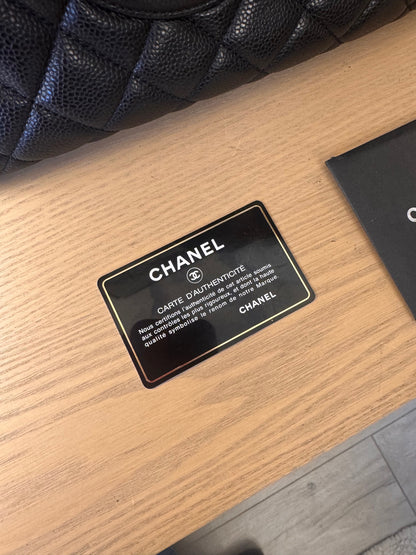 CHANEL
CARTE D'AUTHENTICITÉ
Nous certifions l'authenticité de cet article soumis
aux contrôles les plus rigoureux, et dont la haute
qualité symbolise le renom de notre Marque.
CHANEL
C